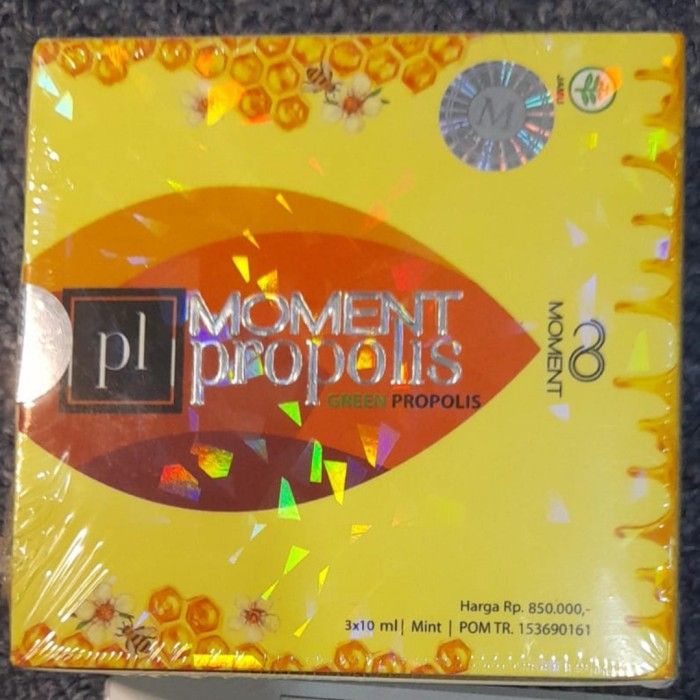 JAMU
M
pl
MOMENT
propolis
GREEN PROPOLIS
MOMENT
Harga Rp. 850.000,-
3x10 ml| Mint | POM TR. 153690161